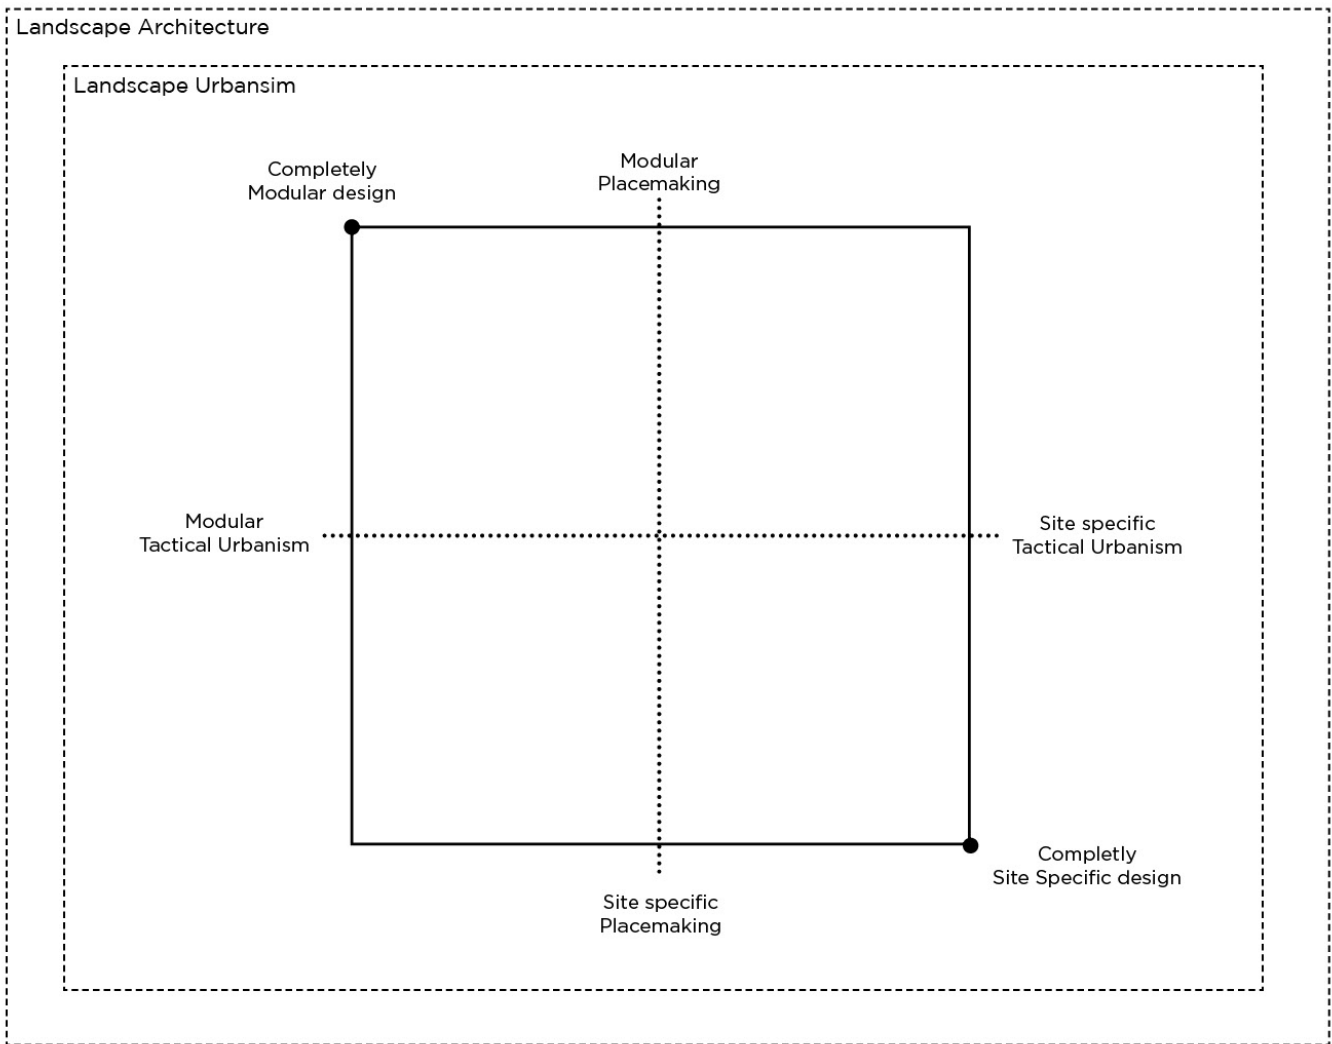 Landscape Architecture
Landscape Urbansim
Completely
Modular design
Modular
Placemaking
Modular
Tactical Urbanism
Site specific
Tactical Urbanism
Completly
Site Specific design
Site specific
Placemaking